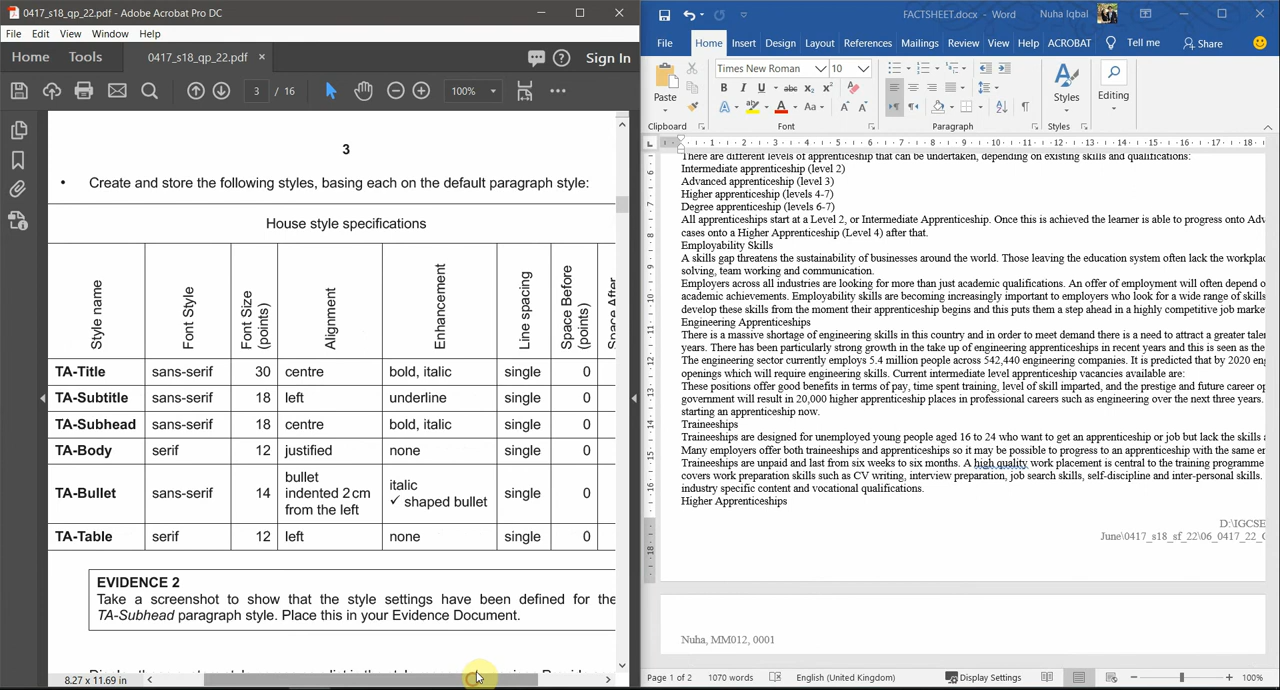 0417_s18_qp_22.pdf - Adobe Acrobat Pro DC
File Edit View Window Help
Home Tools 0417_s18_qp_22.pdf × Sign In
3 / 16 100%
3
• Create and store the following styles, basing each on the default paragraph style:
House style specifications
Style name Font Style Font Size (points) Alignment Enhancement Line spacing Space Before (points) Space After
TA-Title sans-serif 30 centre bold, italic single 0
TA-Subtitle sans-serif 18 left underline single 0
TA-Subhead sans-serif 18 centre bold, italic single 0
TA-Body serif 12 justified none single 0
TA-Bullet sans-serif 14 bullet indented 2 cm from the left italic ✓ shaped bullet single 0
TA-Table serif 12 left none single 0
EVIDENCE 2
Take a screenshot to show that the style settings have been defined for the
TA-Subhead paragraph style. Place this in your Evidence Document.
8.27 x 11.69 in
FACTSHEET.docx - Word Nuha Iqbal
File Home Insert Design Layout References Mailings Review View Help ACROBAT Tell me Share
Times New Roman 10
Paste B I U abc x₂ x² Styles Editing
Clipboard Font Paragraph Styles
There are different levels of apprenticeship that can be undertaken, depending on existing skills and qualifications:
Intermediate apprenticeship (level 2)
Advanced apprenticeship (level 3)
Higher apprenticeship (levels 4-7)
Degree apprenticeship (levels 6-7)
All apprenticeships start at a Level 2, or Intermediate Apprenticeship. Once this is achieved the learner is able to progress onto Adv
cases onto a Higher Apprenticeship (Level 4) after that.
Employability Skills
A skills gap threatens the sustainability of businesses around the world. Those leaving the education system often lack the workplac
solving, team working and communication.
Employers across all industries are looking for more than just academic qualifications. An offer of employment will often depend o
academic achievements. Employability skills are becoming increasingly important to employers who look for a wide range of skills
develop these skills from the moment their apprenticeship begins and this puts them a step ahead in a highly competitive job marke
Engineering Apprenticeships
There is a massive shortage of engineering skills in this country and in order to meet demand there is a need to attract a greater talen
years. There has been particularly strong growth in the take up of engineering apprenticeships in recent years and this is seen as the
The engineering sector currently employs 5.4 million people across 542,440 engineering companies. It is predicted that by 2020 eng
openings which will require engineering skills. Current intermediate level apprenticeship vacancies available are:
These positions offer good benefits in terms of pay, time spent training, level of skill imparted, and the prestige and future career op
government will result in 20,000 higher apprenticeship places in professional careers such as engineering over the next three years.
starting an apprenticeship now.
Traineeships
Traineeships are designed for unemployed young people aged 16 to 24 who want to get an apprenticeship or job but lack the skills a
Many employers offer both traineeships and apprenticeships so it may be possible to progress to an apprenticeship with the same en
Traineeships are unpaid and last from six weeks to six months. A high quality work placement is central to the training programme
covers work preparation skills such as CV writing, interview preparation, job search skills, self-discipline and inter-personal skills.
industry specific content and vocational qualifications.
Higher Apprenticeships
D:\IGCSE
June\0417_s18_sf_22\06_0417_22_C
Nuha, MM012, 0001
Page 1 of 2 1070 words English (United Kingdom) Display Settings 100%